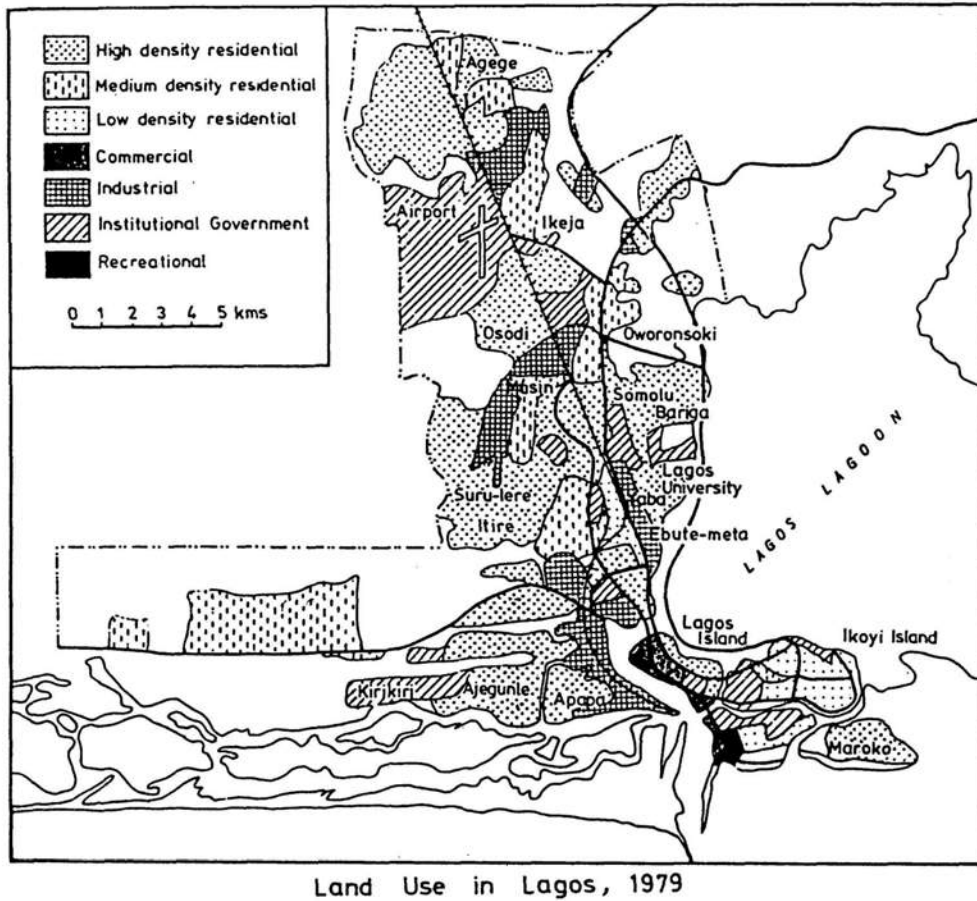 High density residential
Medium density residential
Low density residential
Commercial
Industrial
Institutional Government
Recreational
0 1 2 3 4 5 kms
Agege
Airport
Ikeja
Osodi
Oworonsoki
Musin
Somolu
Bariga
Lagos
University
Yaba
Suru-lere
Itire
Ebute-meta
LAGOS LAGOON
Lagos
Island
Ikoyi Island
Kirikiri
Ajegunle
Apapa
Maroko
Land Use in Lagos, 1979